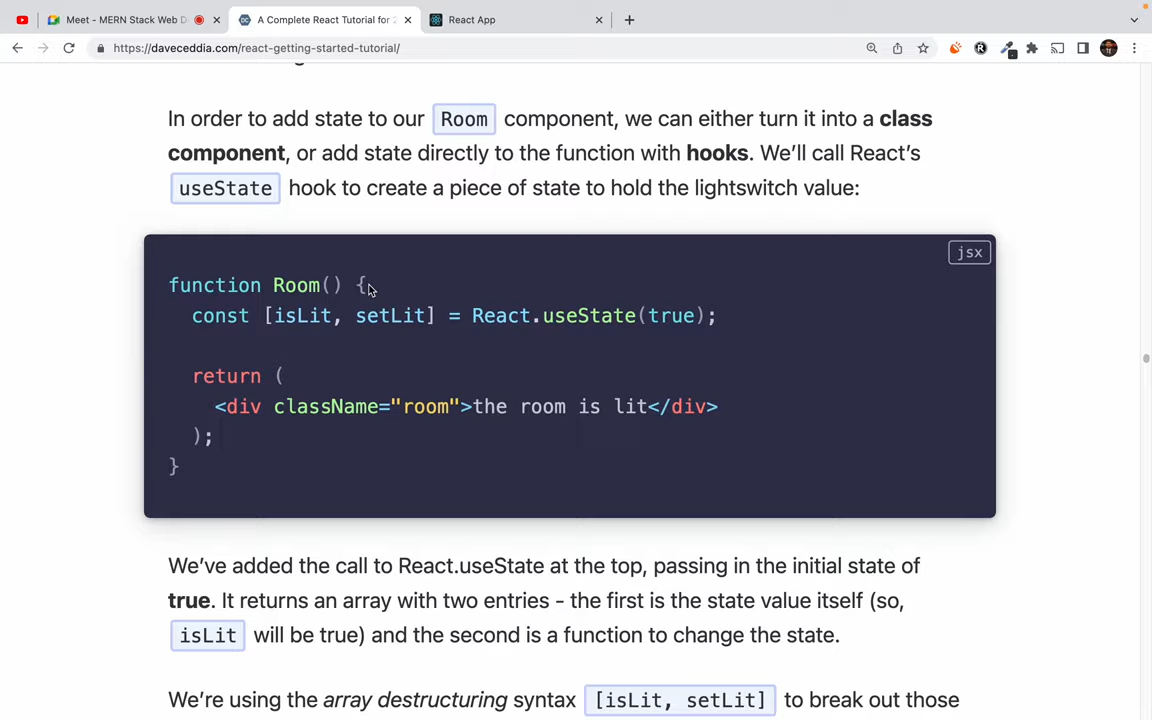 Meet - MERN Stack Web D
A Complete React Tutorial for 2
React App
https://daveceddia.com/react-getting-started-tutorial/
In order to add state to our Room component, we can either turn it into a class
component, or add state directly to the function with hooks. We'll call React's
useState hook to create a piece of state to hold the lightswitch value:
jsx
function Room() {
const [isLit, setLit] = React.useState(true);
return (
<div className="room">the room is lit</div>
);
}
We've added the call to React.useState at the top, passing in the initial state of
true. It returns an array with two entries - the first is the state value itself (so,
isLit will be true) and the second is a function to change the state.
We're using the array destructuring syntax [isLit, setLit] to break out those